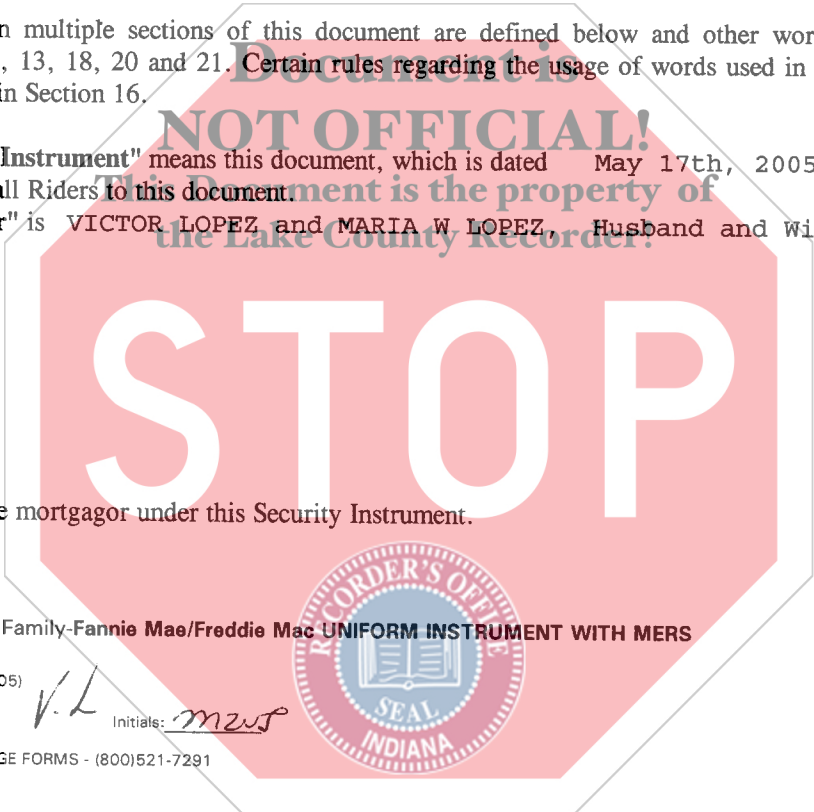 n multiple sections of this document are defined below and other wor
, 13, 18, 20 and 21. Certain rules regarding the usage of words used in
in Section 16.
Document is
NOT OFFICIAL!
This Document is the property of
the Lake County Recorder!
Instrument" means this document, which is dated May 17th, 2005
all Riders to this document.
r" is VICTOR LOPEZ and MARIA W LOPEZ, Husband and Wi
STOP
e mortgagor under this Security Instrument.
RECORDER'S OFFICE
SEAL
INDIANA
Family-Fannie Mae/Freddie Mac UNIFORM INSTRUMENT WITH MERS
05)
V.L Initials: MWL
GE FORMS - (800)521-7291